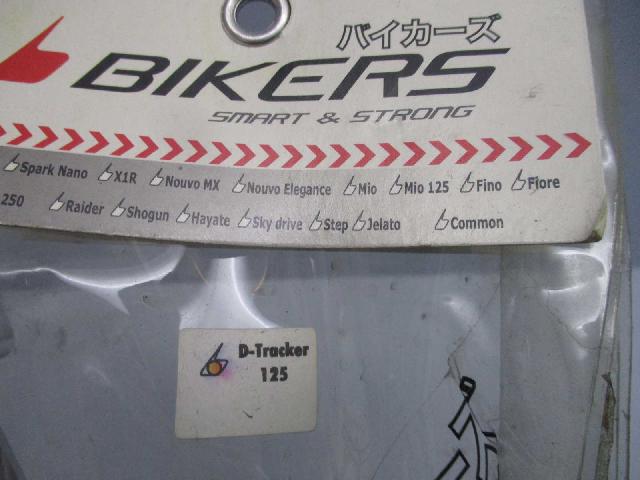 バイカーズ
BIKERS
SMART & STRONG
Spark Nano X1R Nouvo MX Nouvo Elegance Mio Mio 125 Fino Fiore
250 Raider Shogun Hayate Sky drive Step Jelato Common
D-Tracker
125